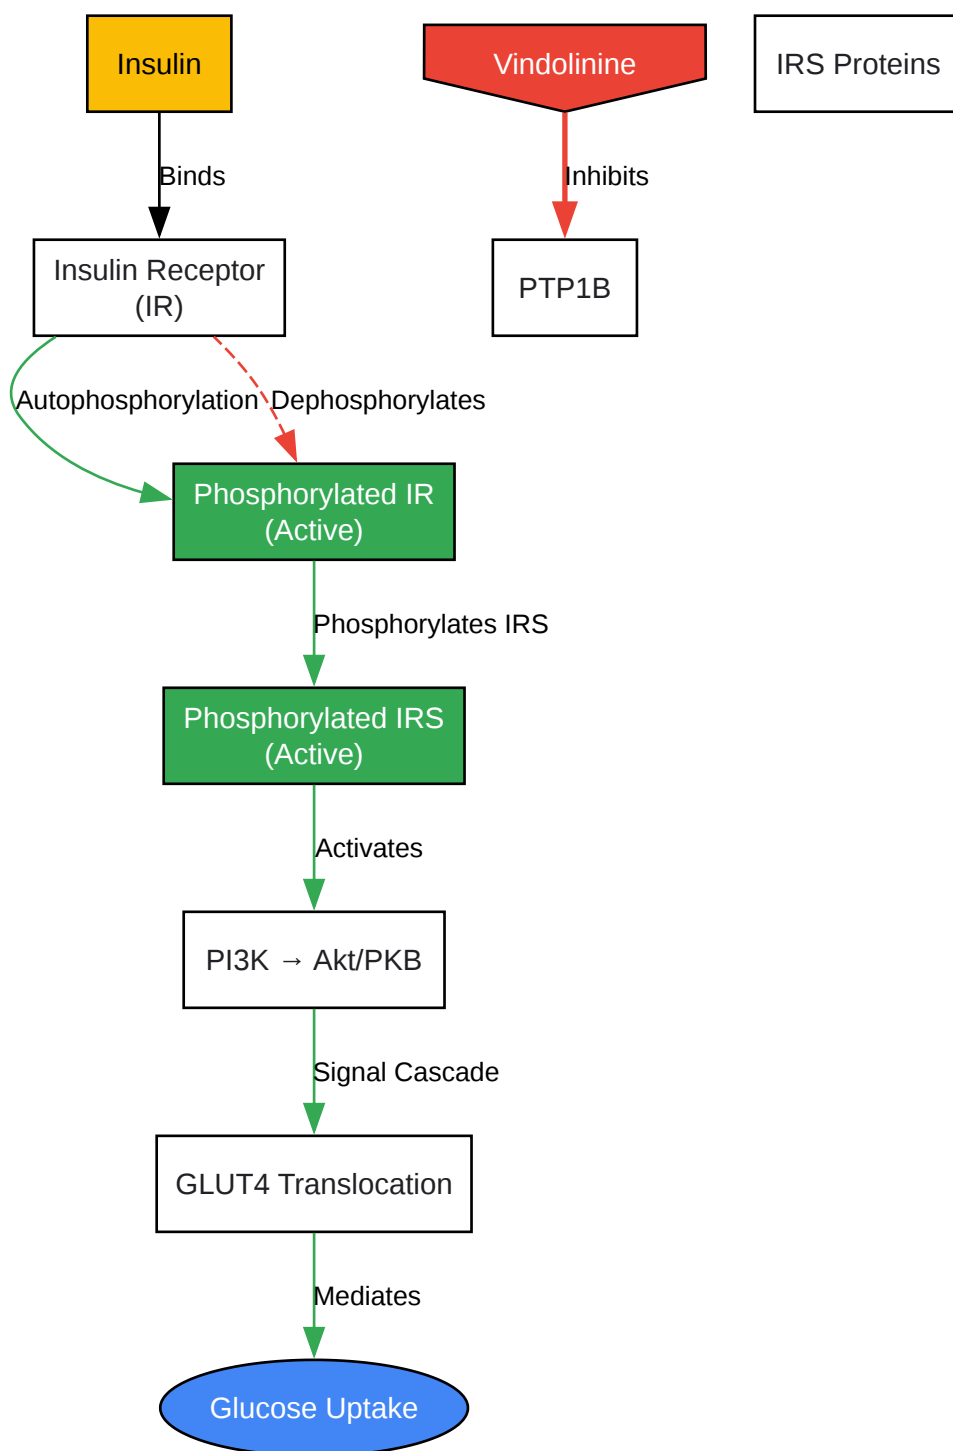 Insulin
Vindolinine
IRS Proteins
Binds
Inhibits
Insulin Receptor
(IR)
PTP1B
Autophosphorylation
Dephosphorylates
Phosphorylated IR
(Active)
Phosphorylates IRS
Phosphorylated IRS
(Active)
Activates
PI3K → Akt/PKB
Signal Cascade
GLUT4 Translocation
Mediates
Glucose Uptake